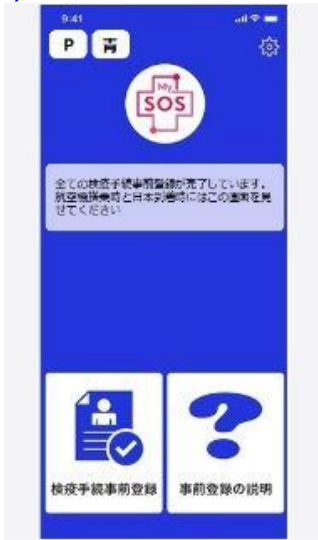 9:41
P
My
SOS
全ての検疫手続事前登録が完了しています。
航空機搭乗時と日本到着時にはこの画面を見
せてください
検疫手続事前登録
事前登録の説明